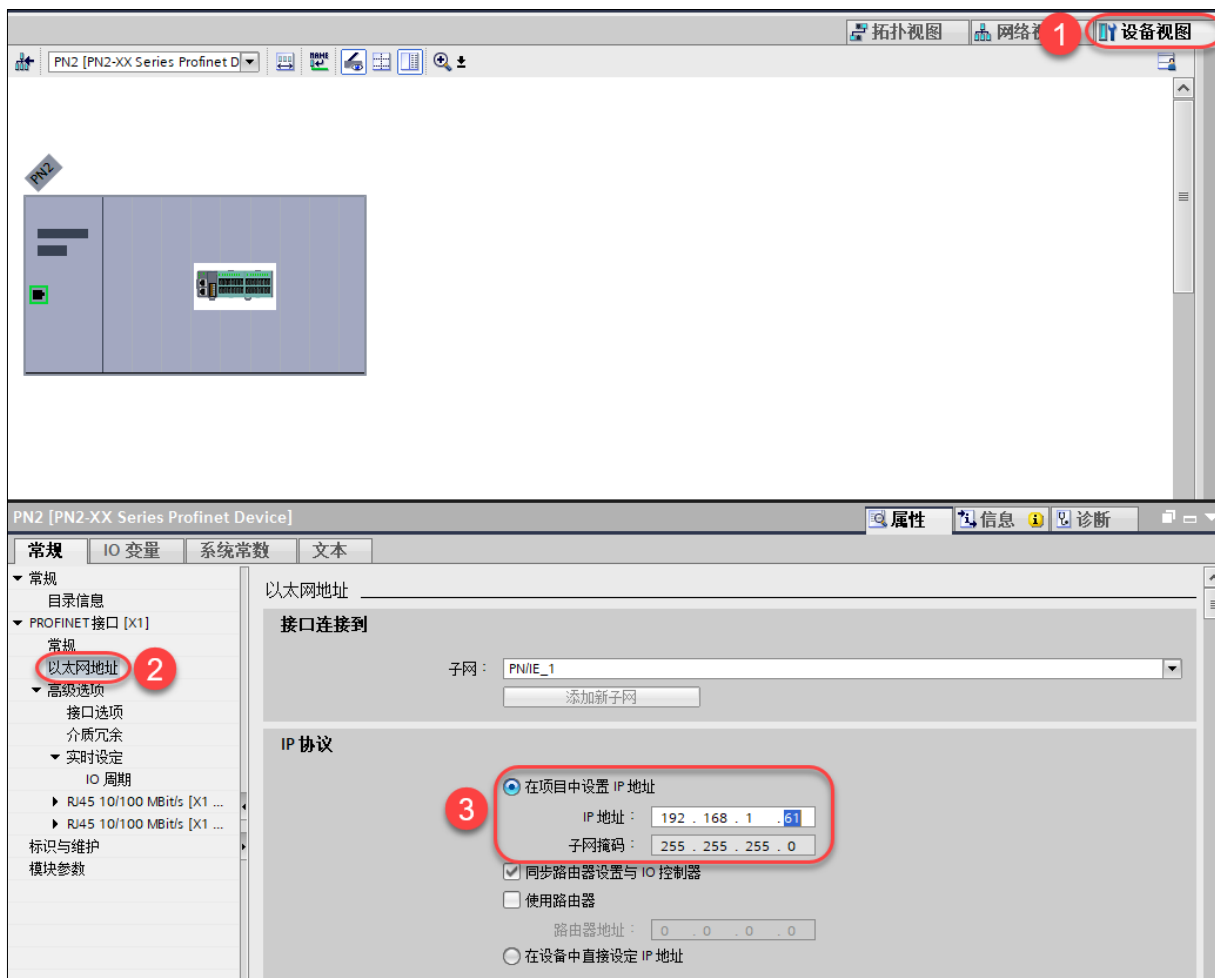 拓扑视图 网络 1 设备视图
PN2 [PN2-XX Series Profinet D
PN2
PN2 [PN2-XX Series Profinet Device]
属性 信息 诊断
常规 IO 变量 系统常数 文本
常规
目录信息
PROFINET接口 [X1]
常规
以太网地址 2
高级选项
接口选项
介质冗余
实时设定
IO 周期
RJ45 10/100 MBit/s [X1 ...
RJ45 10/100 MBit/s [X1 ...
标识与维护
模块参数
以太网地址
接口连接到
子网： PN/IE_1
添加新子网
IP 协议
在项目中设置 IP 地址
3
IP 地址： 192 . 168 . 1 . 61
子网掩码： 255 . 255 . 255 . 0
同步路由器设置与 IO 控制器
使用路由器
路由器地址： 0 . 0 . 0 . 0
在设备中直接设定 IP 地址